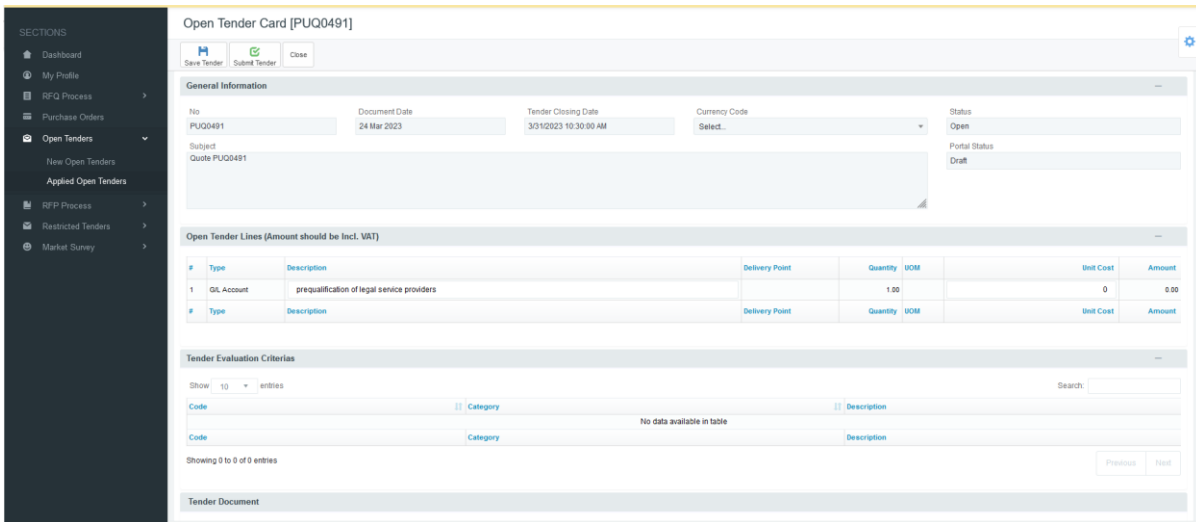 Open Tender Card [PUQ0491]
SECTIONS
Dashboard
My Profile
RFQ Process
Purchase Orders
Open Tenders
New Open Tenders
Applied Open Tenders
RFP Process
Restricted Tenders
Market Survey
Save Tender Submit Tender Close
General Information
No Document Date Tender Closing Date Currency Code Status
PUQ0491 24 Mar 2023 3/31/2023 10:30:00 AM Select... Open
Subject Portal Status
Quote PUQ0491 Draft
Open Tender Lines (Amount should be Incl. VAT)
# Type Description Delivery Point Quantity UOM Unit Cost Amount
1 G/L Account prequalification of legal service providers 1.00 0 0.00
# Type Description Delivery Point Quantity UOM Unit Cost Amount
Tender Evaluation Criterias
Show 10 entries Search:
Code Category Description
No data available in table
Code Category Description
Showing 0 to 0 of 0 entries
Previous Next
Tender Document